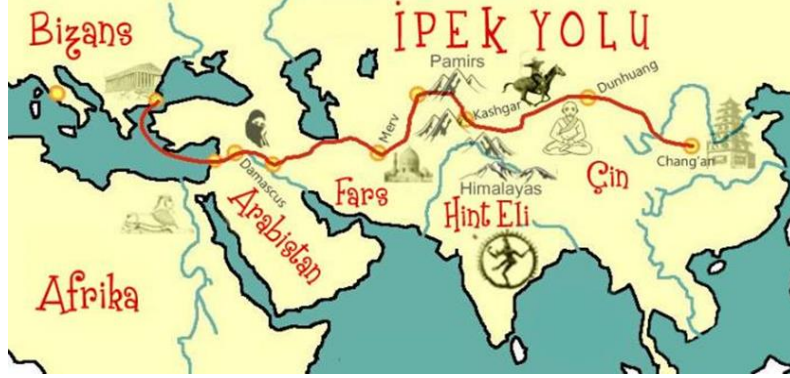 Bizans
İPEK YOLU
Pamirs
Dunhuang
Kashgar
Merv
Chang'an
Damascus
Himalayas
Çin
Fars
Arabistan
Hint Eli
Afrika